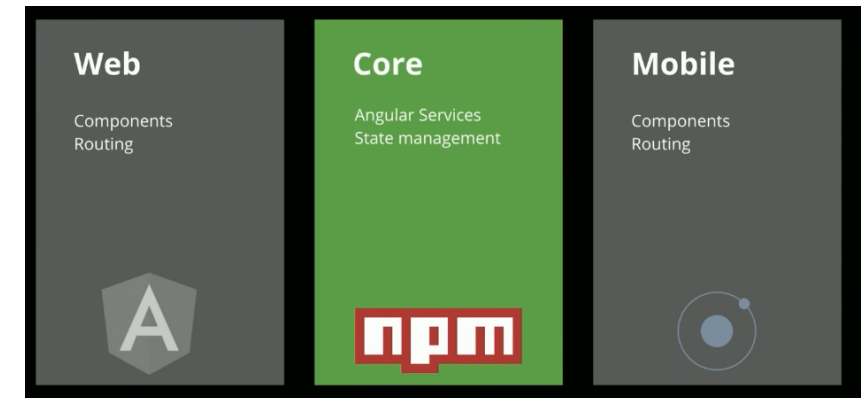 Web
Components
Routing
A
Core
Angular Services
State management
npm
Mobile
Components
Routing